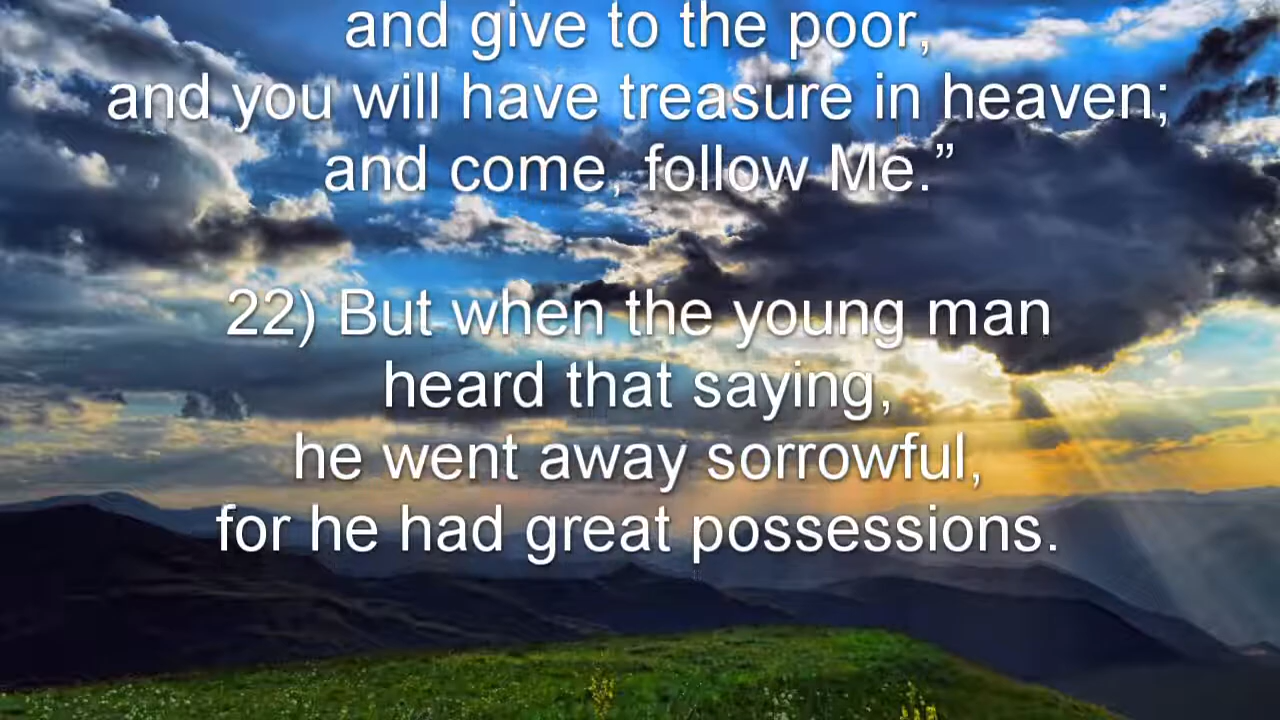 and give to the poor,
and you will have treasure in heaven;
and come, follow Me.”
22) But when the young man
heard that saying,
he went away sorrowful,
for he had great possessions.